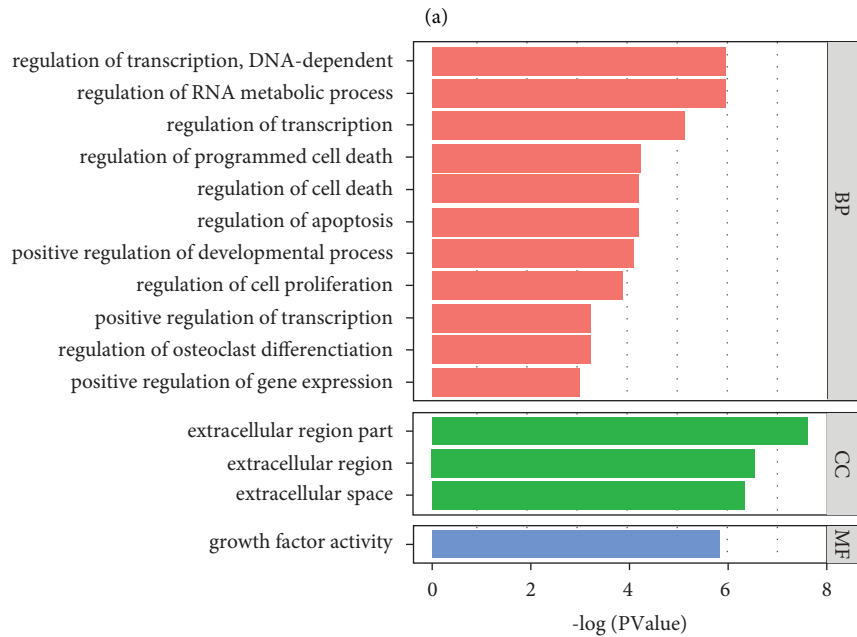 (a)
regulation of transcription, DNA-dependent
regulation of RNA metabolic process
regulation of transcription
regulation of programmed cell death
regulation of cell death
regulation of apoptosis
positive regulation of developmental process
regulation of cell proliferation
positive regulation of transcription
regulation of osteoclast differenctiation
positive regulation of gene expression
BP
extracellular region part
extracellular region
extracellular space
CC
growth factor activity
MF
0 2 4 6 8
-log (PValue)